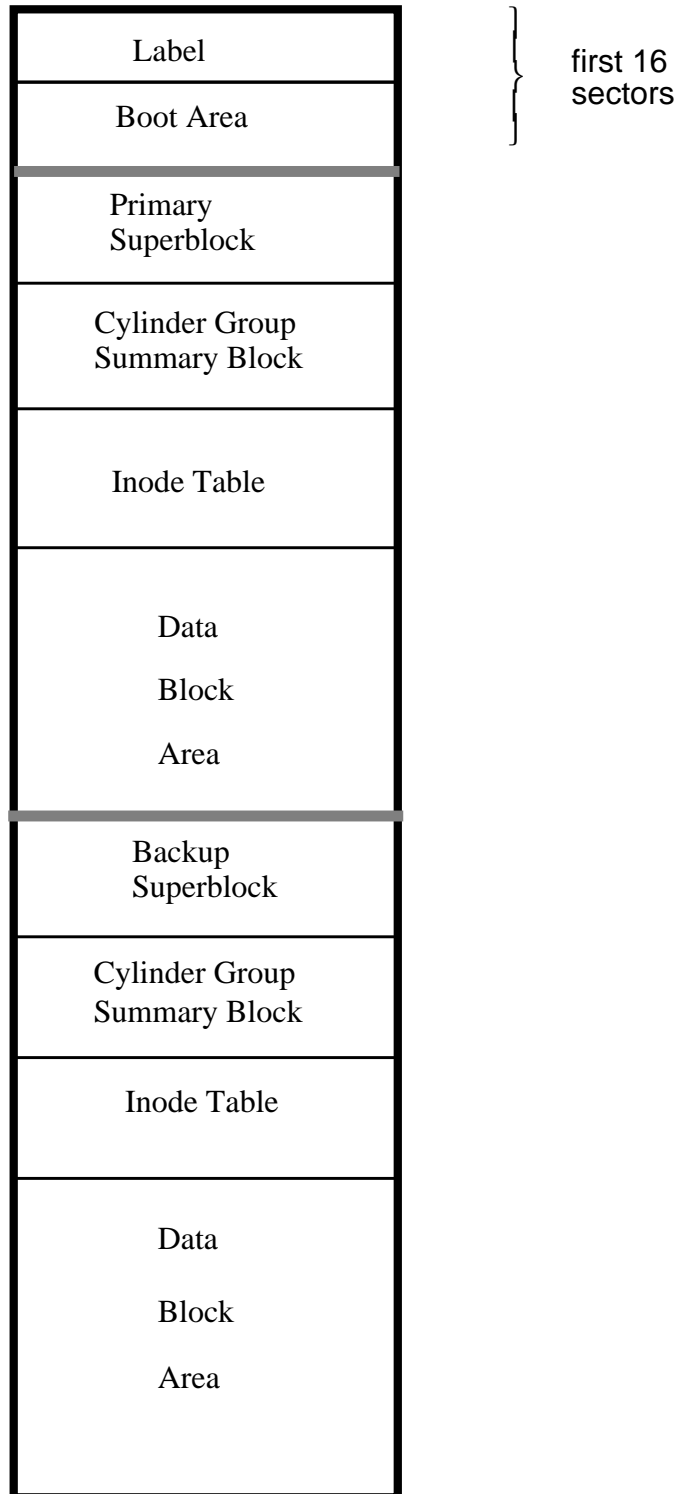 Label
first 16
sectors
Boot Area
Primary
Superblock
Cylinder Group
Summary Block
Inode Table
Data
Block
Area
Backup
Superblock
Cylinder Group
Summary Block
Inode Table
Data
Block
Area